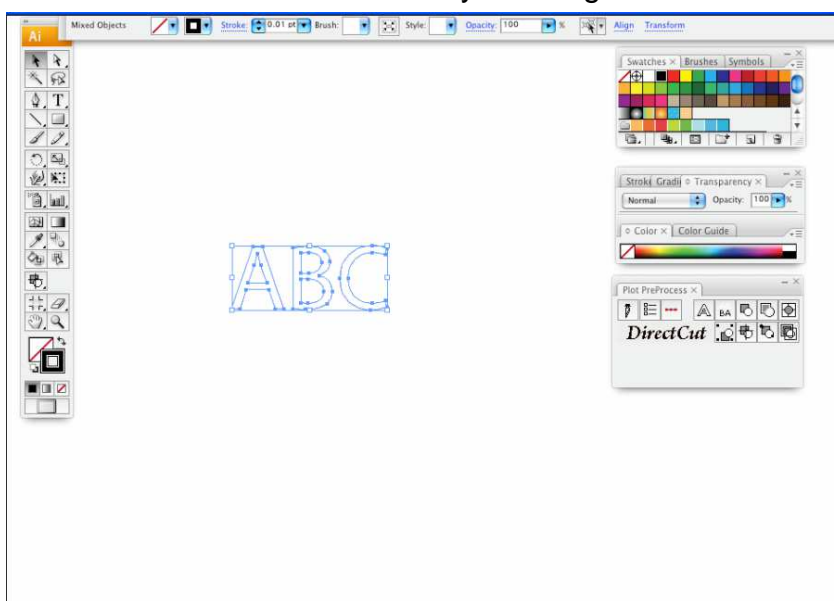 Mixed Objects Stroke: 0.01 pt Brush: Style: Opacity: 100 % Align Transform
Ai
T
Swatches × Brushes Symbols
Transparency ×
Normal Opacity: 100 %
Color × Color Guide
Plot PreProcess ×
A BA
DirectCut
ABC